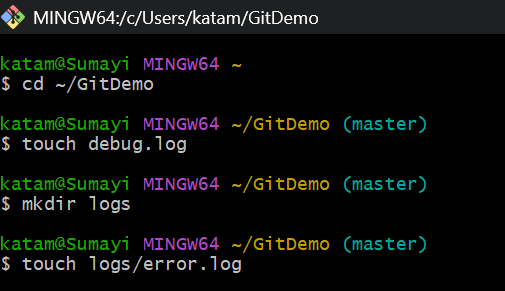 MINGW64:/c/Users/katam/GitDemo
katam@Sumayi MINGW64 ~
$ cd ~/GitDemo
katam@Sumayi MINGW64 ~/GitDemo (master)
$ touch debug.log
katam@Sumayi MINGW64 ~/GitDemo (master)
$ mkdir logs
katam@Sumayi MINGW64 ~/GitDemo (master)
$ touch logs/error.log